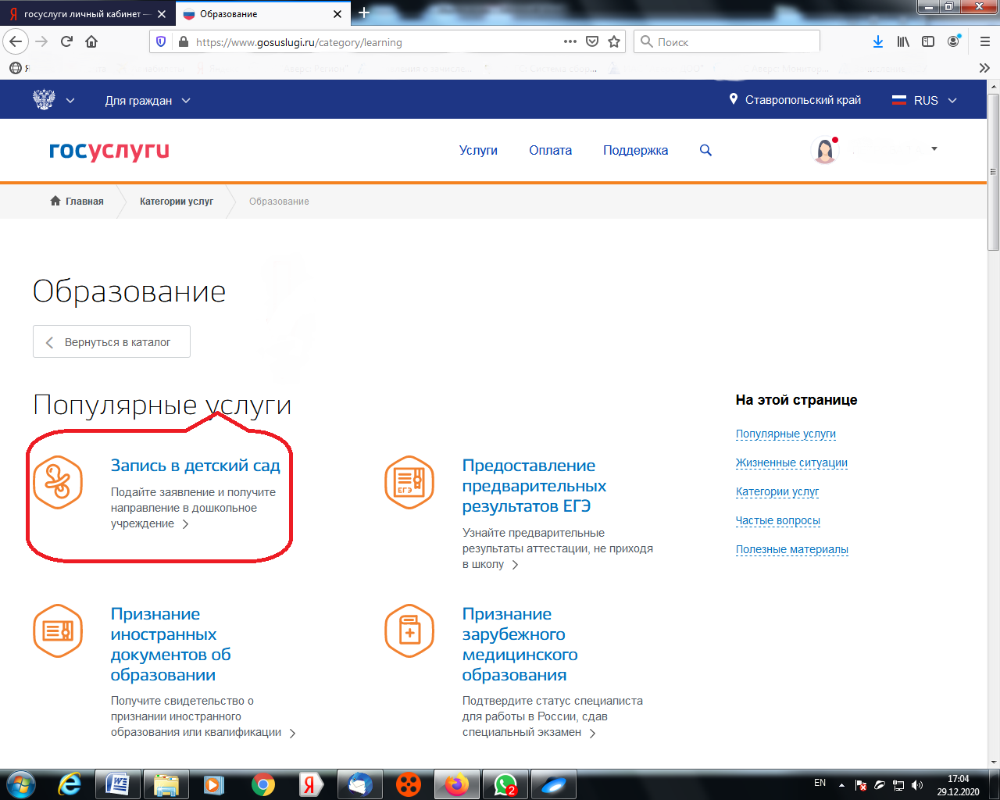 госуслуги личный кабинет —
Образование
https://www.gosuslugi.ru/category/learning
Поиск
Для граждан
Ставропольский край
RUS
госуслуги
Услуги
Оплата
Поддержка
Главная
Категории услуг
Образование
Образование
Вернуться в каталог
Популярные услуги
Запись в детский сад
Подайте заявление и получите
направление в дошкольное
учреждение
Предоставление
предварительных
результатов ЕГЭ
Узнайте предварительные
результаты аттестации, не приходя
в школу
ЕГЭ
Признание
иностранных
документов об
образовании
Получите свидетельство о
признании иностранного
образования или квалификации
Признание
зарубежного
медицинского
образования
Подтвердите статус специалиста
для работы в России, сдав
специальный экзамен
На этой странице
Популярные услуги
Жизненные ситуации
Категории услуг
Частые вопросы
Полезные материалы
2
EN
17:04
29.12.2020